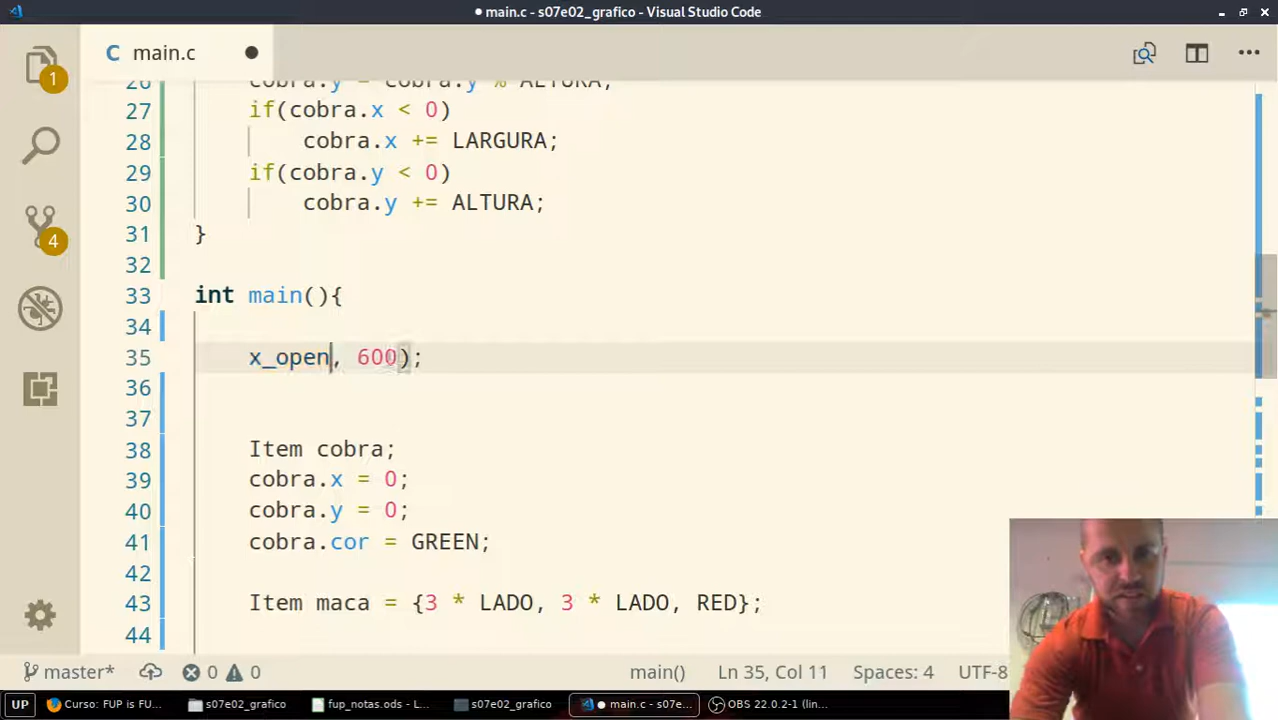 ● main.c - s07e02_grafico - Visual Studio Code
C main.c ●
1
4
26 cobra.y = cobra.y % ALTURA;
27 if(cobra.x < 0)
28 cobra.x += LARGURA;
29 if(cobra.y < 0)
30 cobra.y += ALTURA;
31 }
32
33 int main(){
34
35 x_open, 600);
36
37
38 Item cobra;
39 cobra.x = 0;
40 cobra.y = 0;
41 cobra.cor = GREEN;
42
43 Item maca = {3 * LADO, 3 * LADO, RED};
44
master* 0 0 main() Ln 35, Col 11 Spaces: 4 UTF-8
UP Curso: FUP is FU... s07e02_grafico fup_notas.ods - L... s07e02_grafico ● main.c - s07e... OBS 22.0.2-1 (lin...